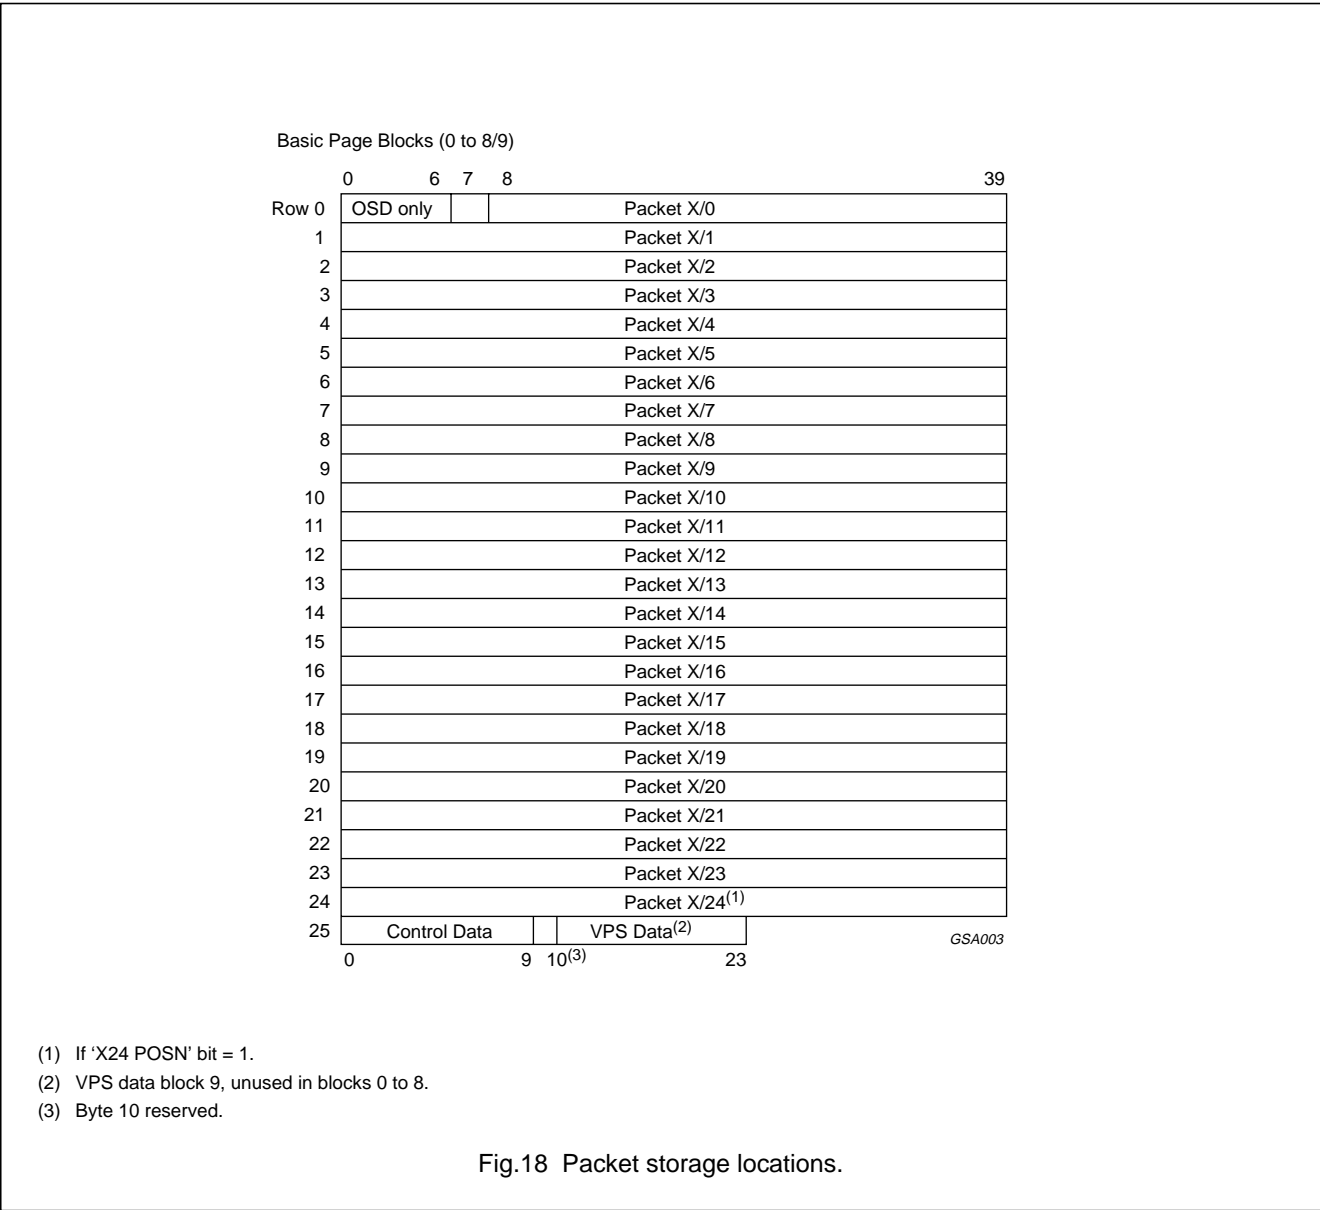 Basic Page Blocks (0 to 8/9)
0 6 7 8 39
Row 0 OSD only Packet X/0
1 Packet X/1
2 Packet X/2
3 Packet X/3
4 Packet X/4
5 Packet X/5
6 Packet X/6
7 Packet X/7
8 Packet X/8
9 Packet X/9
10 Packet X/10
11 Packet X/11
12 Packet X/12
13 Packet X/13
14 Packet X/14
15 Packet X/15
16 Packet X/16
17 Packet X/17
18 Packet X/18
19 Packet X/19
20 Packet X/20
21 Packet X/21
22 Packet X/22
23 Packet X/23
24 Packet X/24(1)
25 Control Data VPS Data(2) GSA003
0 9 10(3) 23
(1) If ‘X24 POSN’ bit = 1.
(2) VPS data block 9, unused in blocks 0 to 8.
(3) Byte 10 reserved.
Fig.18 Packet storage locations.